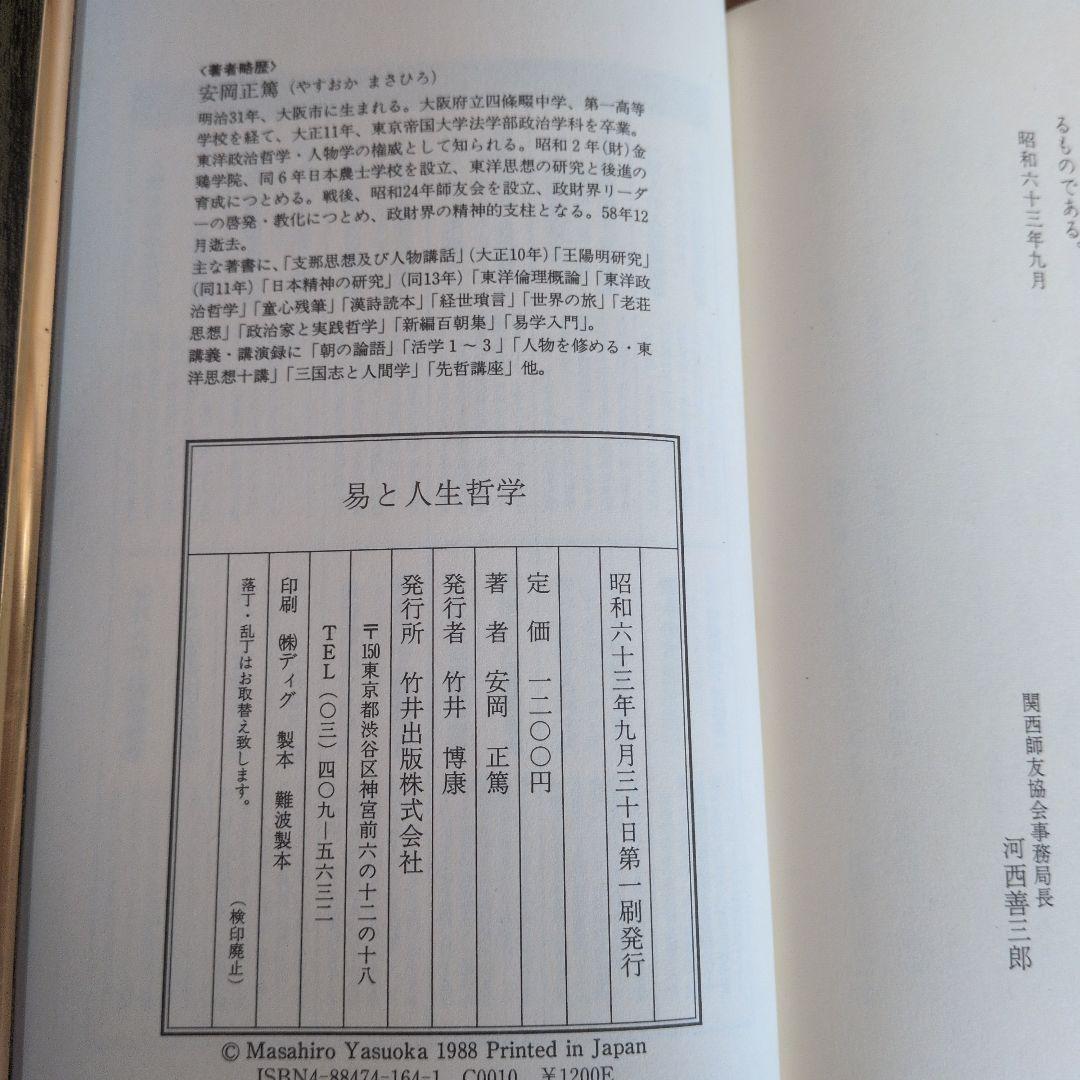 るものである。
昭和六十三年九月
関西師友協会事務局長
河西善三郎
〈著者略歴〉
安岡正篤(やすおか まさひろ)
明治31年、大阪市に生まれる。大阪府立四條畷中学、第一高等
学校を経て、大正11年、東京帝国大学法学部政治学科を卒業。
東洋政治哲学・人物学の権威として知られる。昭和2年(財)金
鶏学院、同6年日本農士学校を設立、東洋思想の研究と後進の
育成につとめる。戦後、昭和24年師友会を設立、政財界リーダ
ーの啓発・教化につとめ、政財界の精神的支柱となる。58年12
月逝去。
主な著書に、「支那思想及び人物講話」(大正10年)「王陽明研究」
(同11年)「日本精神の研究」(同13年)「東洋倫理概論」「東洋政
治哲学」「童心残筆」「漢詩読本」「経世瑣言」「世界の旅」「老荘
思想」「政治家と実践哲学」「新編百朝集」「易学入門」。
講義・講演録に「朝の論語」「活学1〜3」「人物を修める・東
洋思想十講」「三国志と人間学」「先哲講座」他。
易と人生哲学
昭和六十三年九月三十日第一刷発行
定価 一二〇〇円
著者 安岡 正篤
発行者 竹井 博康
発行所 竹井出版株式会社
〒150東京都渋谷区神宮前六の十二の十八
TEL(〇三)四〇九―五六三二
印刷 ㈱ディグ 製本 難波製本
落丁・乱丁はお取替え致します。 (検印廃止)
© Masahiro Yasuoka 1988 Printed in Japan
ISBN4-88474-164-1 C0010 ¥1200E